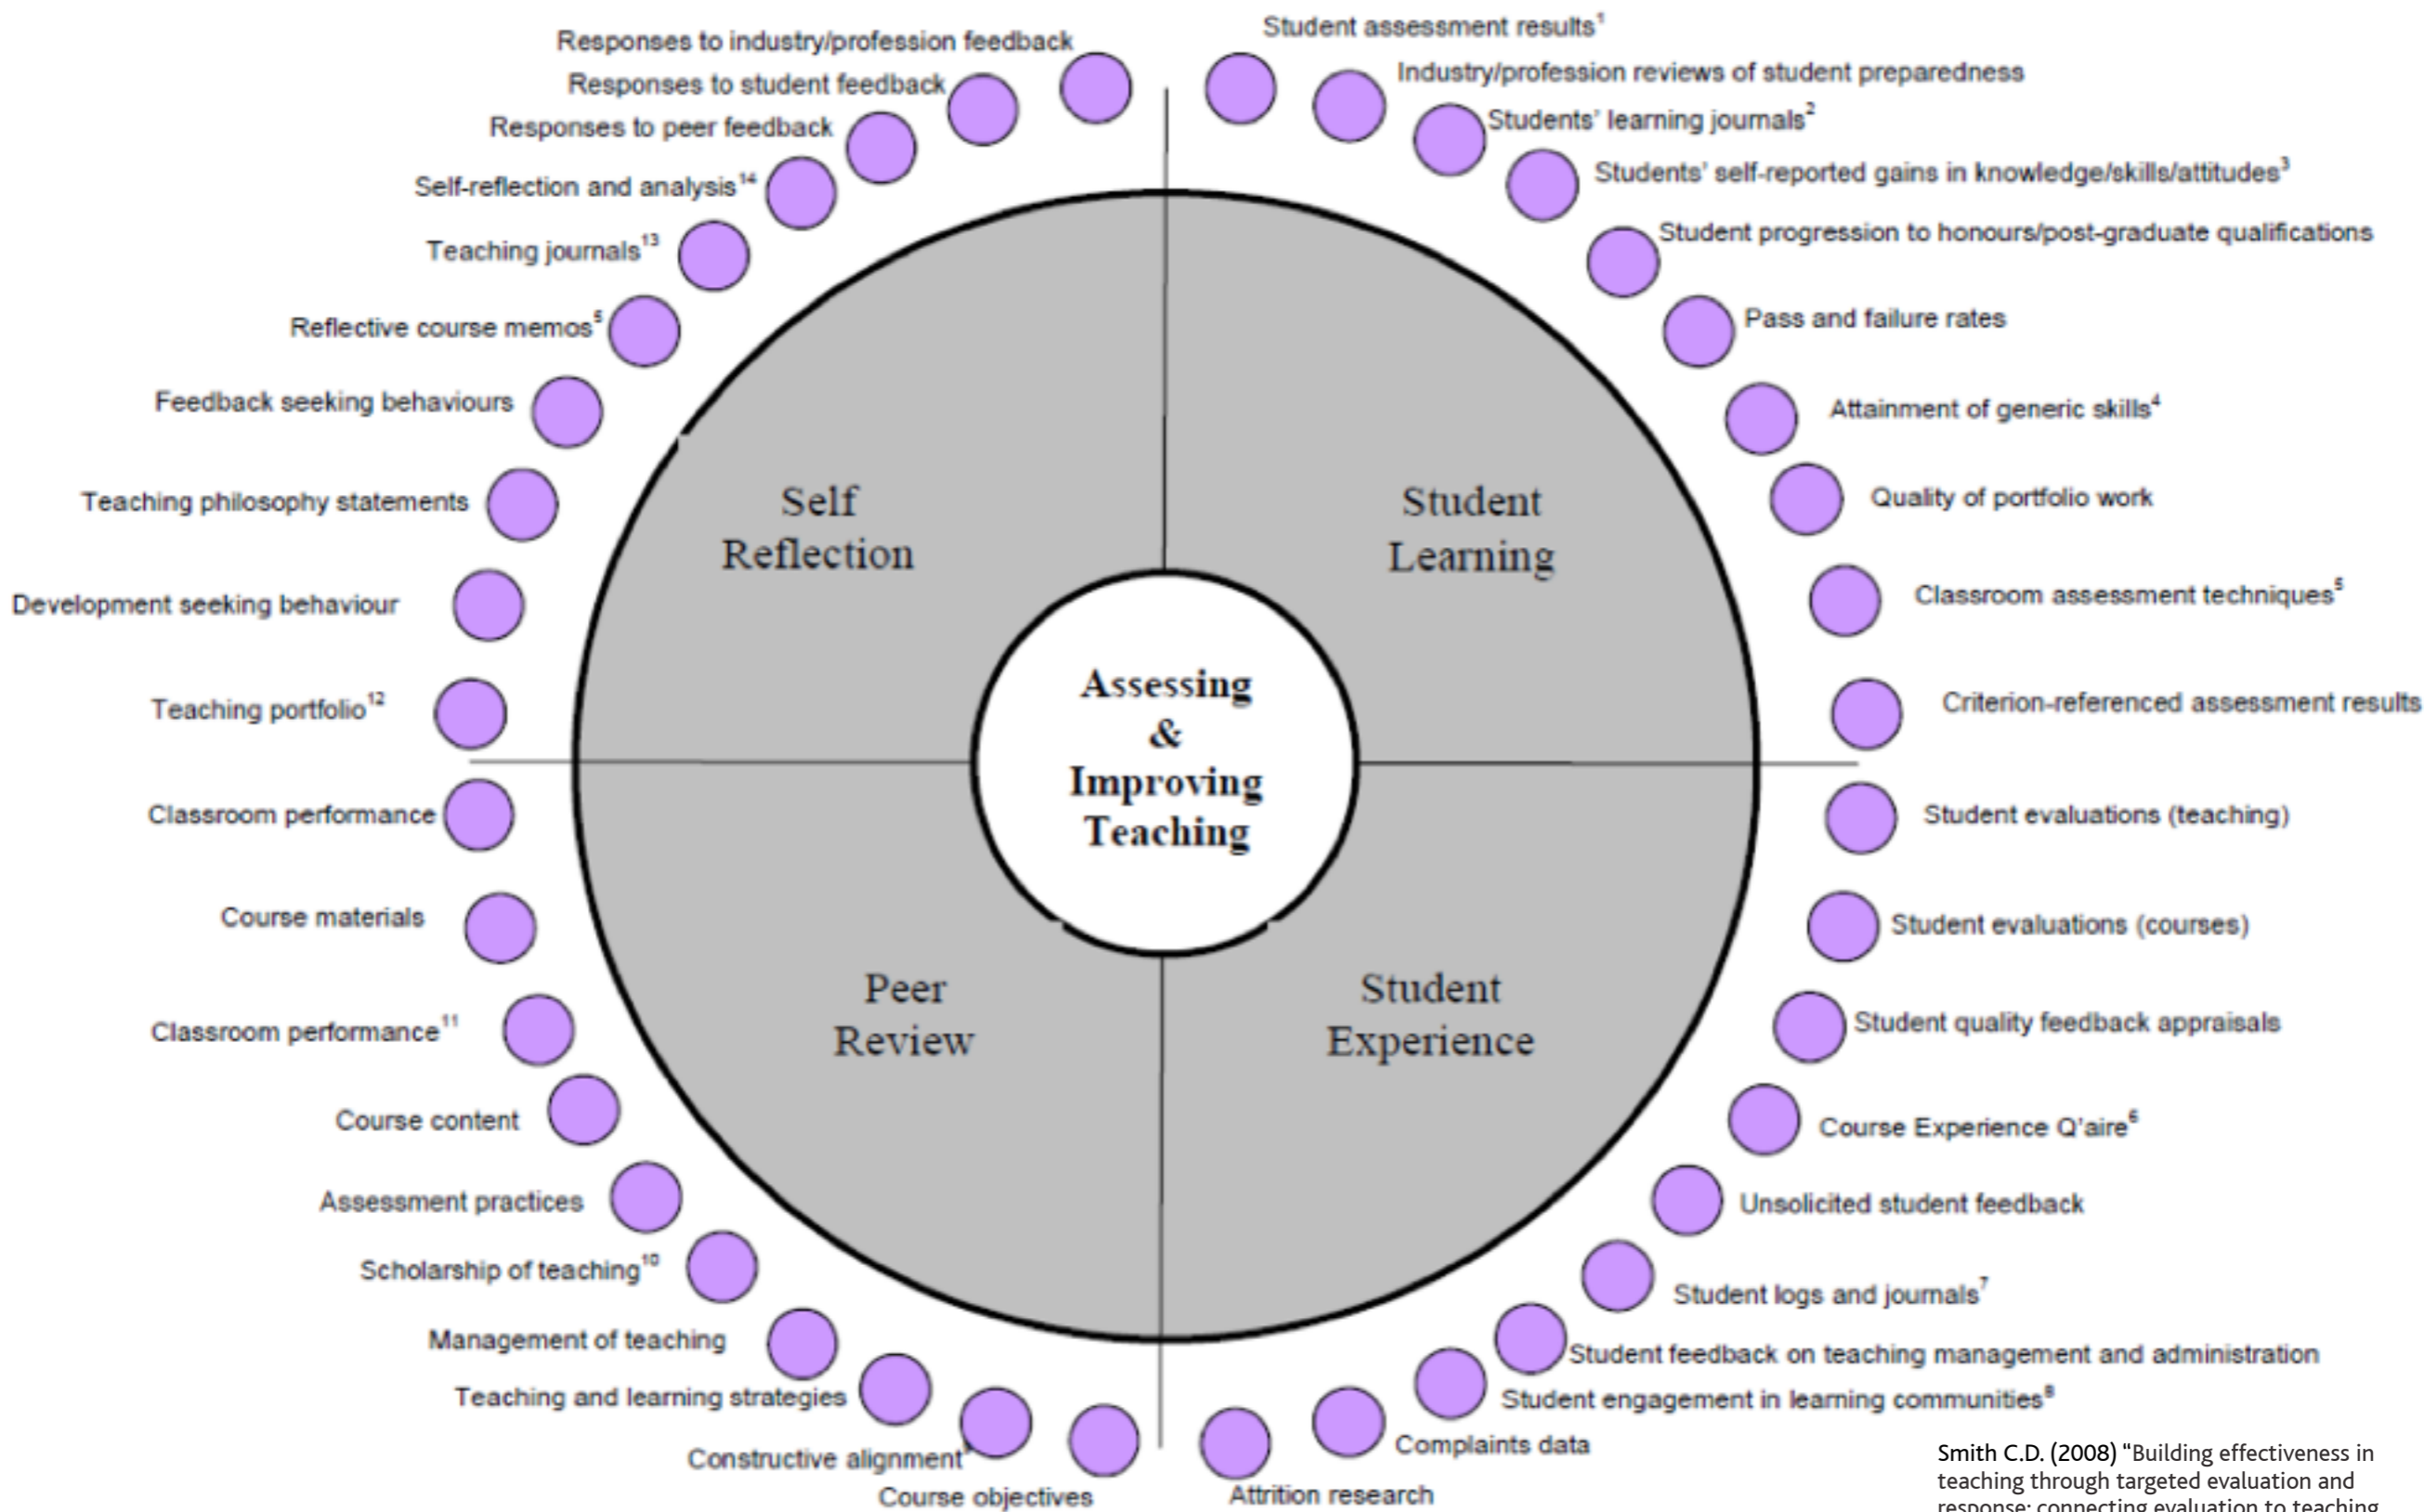 Student assessment results¹
Industry/profession reviews of student preparedness
Students' learning journals²
Students' self-reported gains in knowledge/skills/attitudes³
Student progression to honours/post-graduate qualifications
Pass and failure rates
Attainment of generic skills⁴
Quality of portfolio work
Classroom assessment techniques⁵
Criterion-referenced assessment results
Student evaluations (teaching)
Student evaluations (courses)
Student quality feedback appraisals
Course Experience Q'aire⁶
Unsolicited student feedback
Student logs and journals⁷
Student feedback on teaching management and administration
Student engagement in learning communities⁸
Complaints data
Attrition research
Responses to industry/profession feedback
Responses to student feedback
Responses to peer feedback
Self-reflection and analysis¹⁴
Teaching journals¹³
Reflective course memos⁵
Feedback seeking behaviours
Teaching philosophy statements
Development seeking behaviour
Teaching portfolio¹²
Classroom performance
Course materials
Classroom performance¹¹
Course content
Assessment practices
Scholarship of teaching¹⁰
Management of teaching
Teaching and learning strategies
Constructive alignment
Course objectives
Self
Reflection
Student
Learning
Assessing
&
Improving
Teaching
Peer
Review
Student
Experience
Smith C.D. (2008) "Building effectiveness in
teaching through targeted evaluation and
response: connecting evaluation to teaching